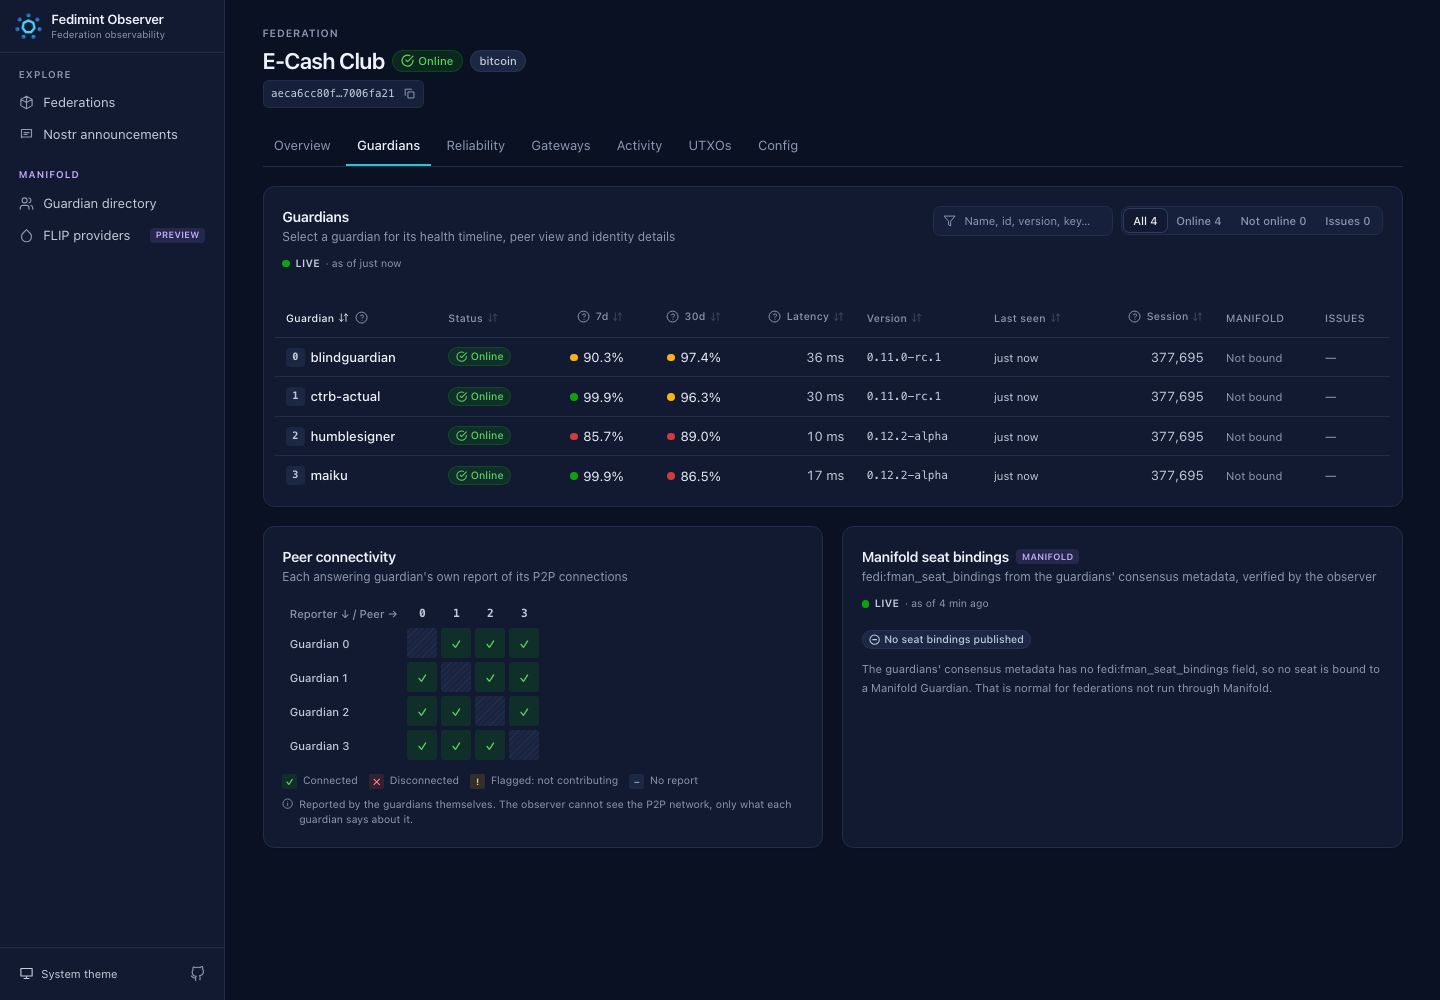 Fedimint Observer
Federation observability
EXPLORE
Federations
Nostr announcements
MANIFOLD
Guardian directory
FLIP providers PREVIEW
System theme
FEDERATION
E-Cash Club Online bitcoin
aeca6cc80f…7006fa21
Overview Guardians Reliability Gateways Activity UTXOs Config
Guardians
Select a guardian for its health timeline, peer view and identity details
LIVE · as of just now
Name, id, version, key… All 4 Online 4 Not online 0 Issues 0
Guardian ↓↑ ? Status ↓↑ ? 7d ↓↑ ? 30d ↓↑ ? Latency ↓↑ Version ↓↑ Last seen ↓↑ ? Session ↓↑ MANIFOLD ISSUES
0 blindguardian Online 90.3% 97.4% 36 ms 0.11.0-rc.1 just now 377,695 Not bound —
1 ctrb-actual Online 99.9% 96.3% 30 ms 0.11.0-rc.1 just now 377,695 Not bound —
2 humblesigner Online 85.7% 89.0% 10 ms 0.12.2-alpha just now 377,695 Not bound —
3 maiku Online 99.9% 86.5% 17 ms 0.12.2-alpha just now 377,695 Not bound —
Peer connectivity
Each answering guardian's own report of its P2P connections
Reporter ↓ / Peer → 0 1 2 3
Guardian 0 ✓ ✓ ✓
Guardian 1 ✓ ✓ ✓
Guardian 2 ✓ ✓ ✓
Guardian 3 ✓ ✓ ✓
✓ Connected ✕ Disconnected ! Flagged: not contributing – No report
Reported by the guardians themselves. The observer cannot see the P2P network, only what each
guardian says about it.
Manifold seat bindings MANIFOLD
fedi:fman_seat_bindings from the guardians' consensus metadata, verified by the observer
LIVE · as of 4 min ago
No seat bindings published
The guardians' consensus metadata has no fedi:fman_seat_bindings field, so no seat is bound to
a Manifold Guardian. That is normal for federations not run through Manifold.